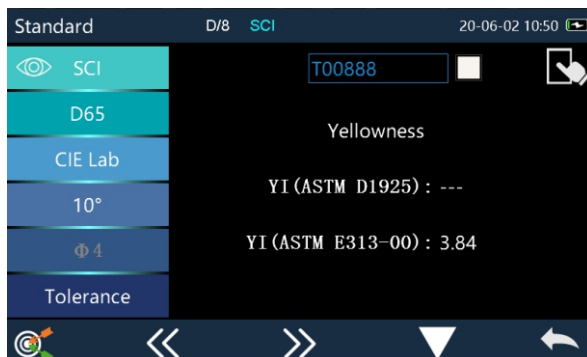 Standard D/8 SCI 20-06-02 10:50
SCI
T00888
D65
Yellowness
CIE Lab
YI(ASTM D1925): ---
10°
YI(ASTM E313-00): 3.84
Φ4
Tolerance